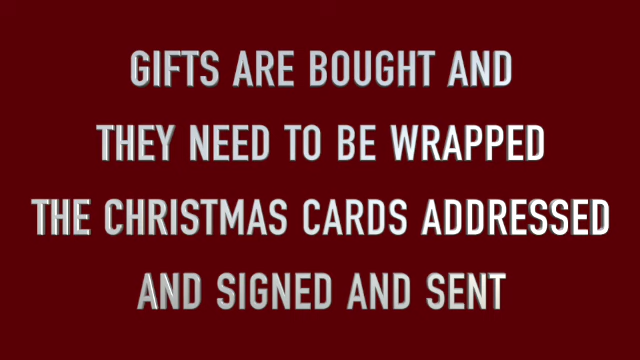 GIFTS ARE BOUGHT AND
THEY NEED TO BE WRAPPED
THE CHRISTMAS CARDS ADDRESSED
AND SIGNED AND SENT